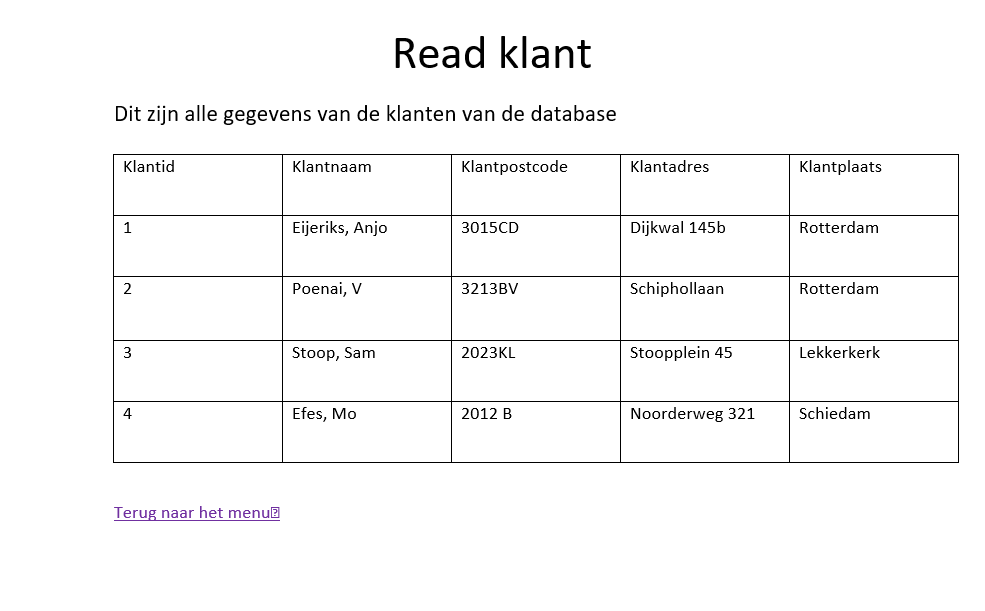 Read klant
Dit zijn alle gegevens van de klanten van de database
Klantid Klantnaam Klantpostcode Klantadres Klantplaats
1 Eijeriks, Anjo 3015CD Dijkwal 145b Rotterdam
2 Poenai, V 3213BV Schiphollaan Rotterdam
3 Stoop, Sam 2023KL Stoopplein 45 Lekkerkerk
4 Efes, Mo 2012 B Noorderweg 321 Schiedam
Terug naar het menu